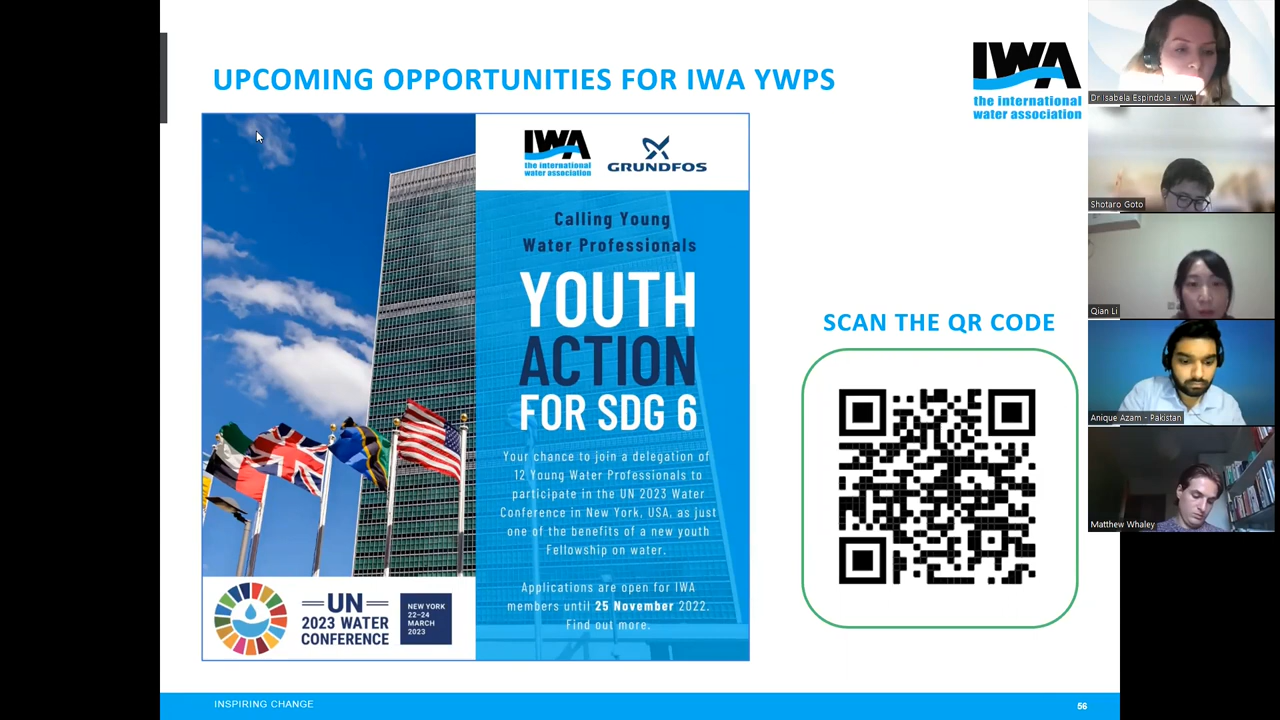 UPCOMING OPPORTUNITIES FOR IWA YWPS
IWA
the international
water association
IWA
the international
water association
GRUNDFOS
Calling Young
Water Professionals
YOUTH
ACTION
FOR SDG 6
Your chance to join a delegation of
12 Young Water Professionals to
participate in the UN 2023 Water
Conference in New York, USA, as just
one of the benefits of a new youth
Fellowship on water.
Applications are open for IWA
members until 25 November 2022.
Find out more.
UN
2023 WATER
CONFERENCE
NEW YORK
22-24
MARCH
2023
SCAN THE QR CODE
INSPIRING CHANGE
56
Dr Isabela Espindola - IWA
Shotaro Goto
Qian Li
Anique Azam - Pakistan
Matthew Whaley